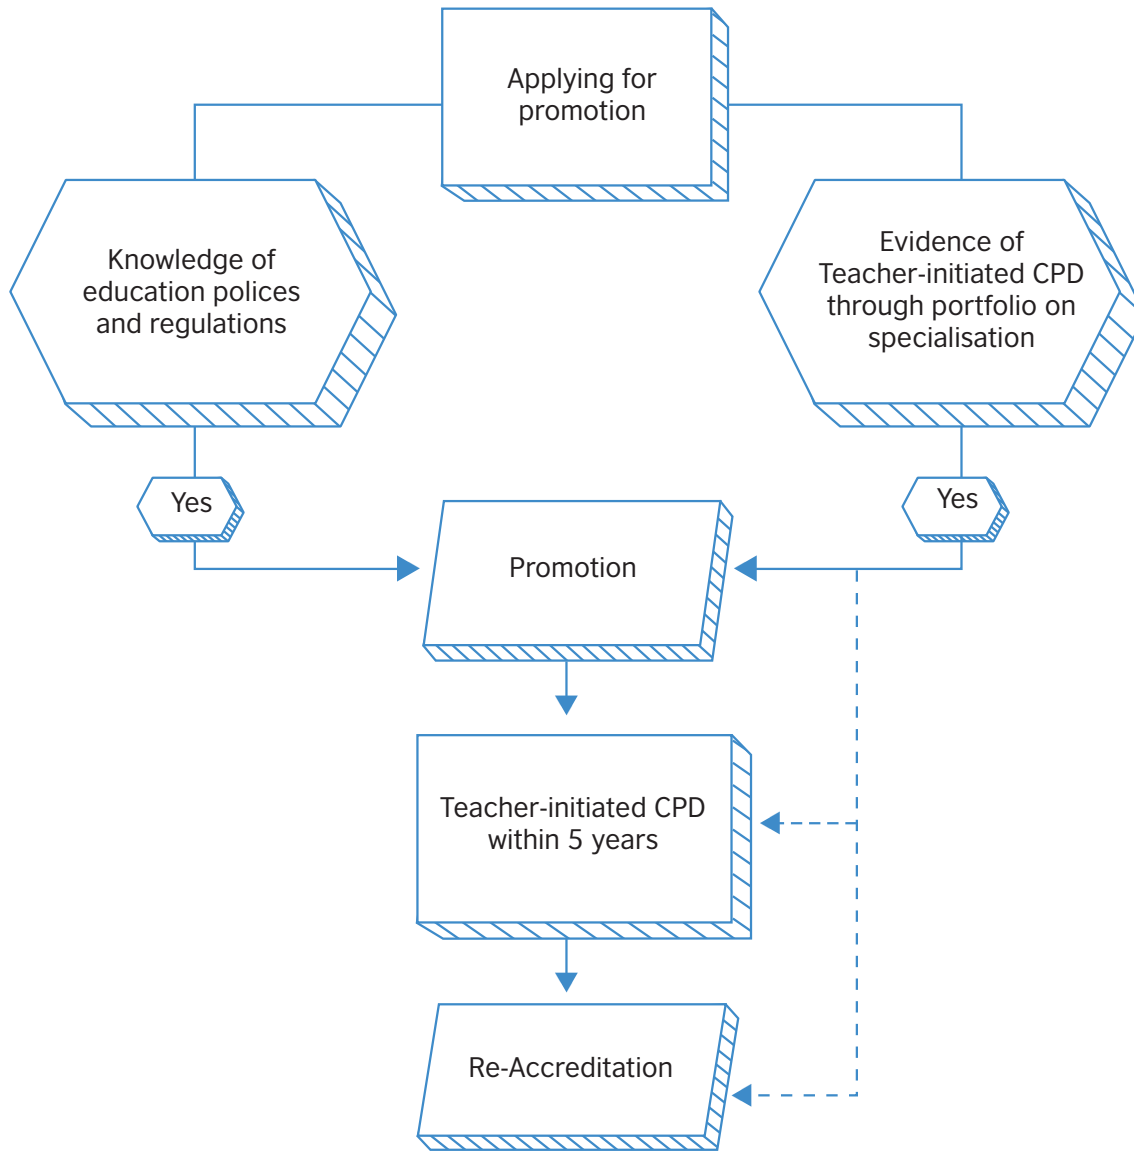 Applying for
promotion
Knowledge of
education polices
and regulations
Evidence of
Teacher-initiated CPD
through portfolio on
specialisation
Yes
Yes
Promotion
Teacher-initiated CPD
within 5 years
Re-Accreditation